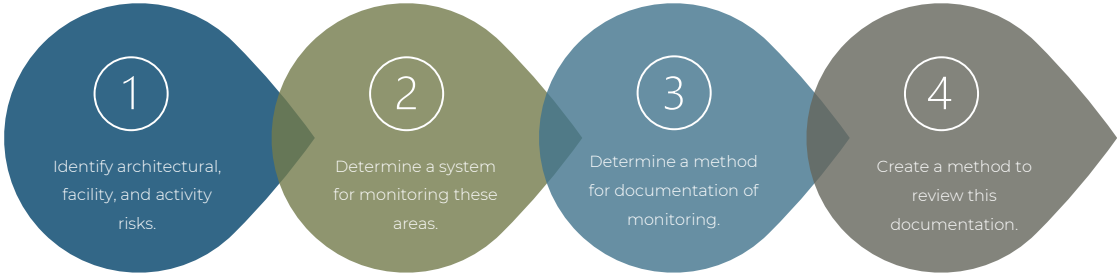 1
Identify architectural,
facility, and activity
risks.
2
Determine a system
for monitoring these
areas.
3
Determine a method
for documentation of
monitoring.
4
Create a method to
review this
documentation.